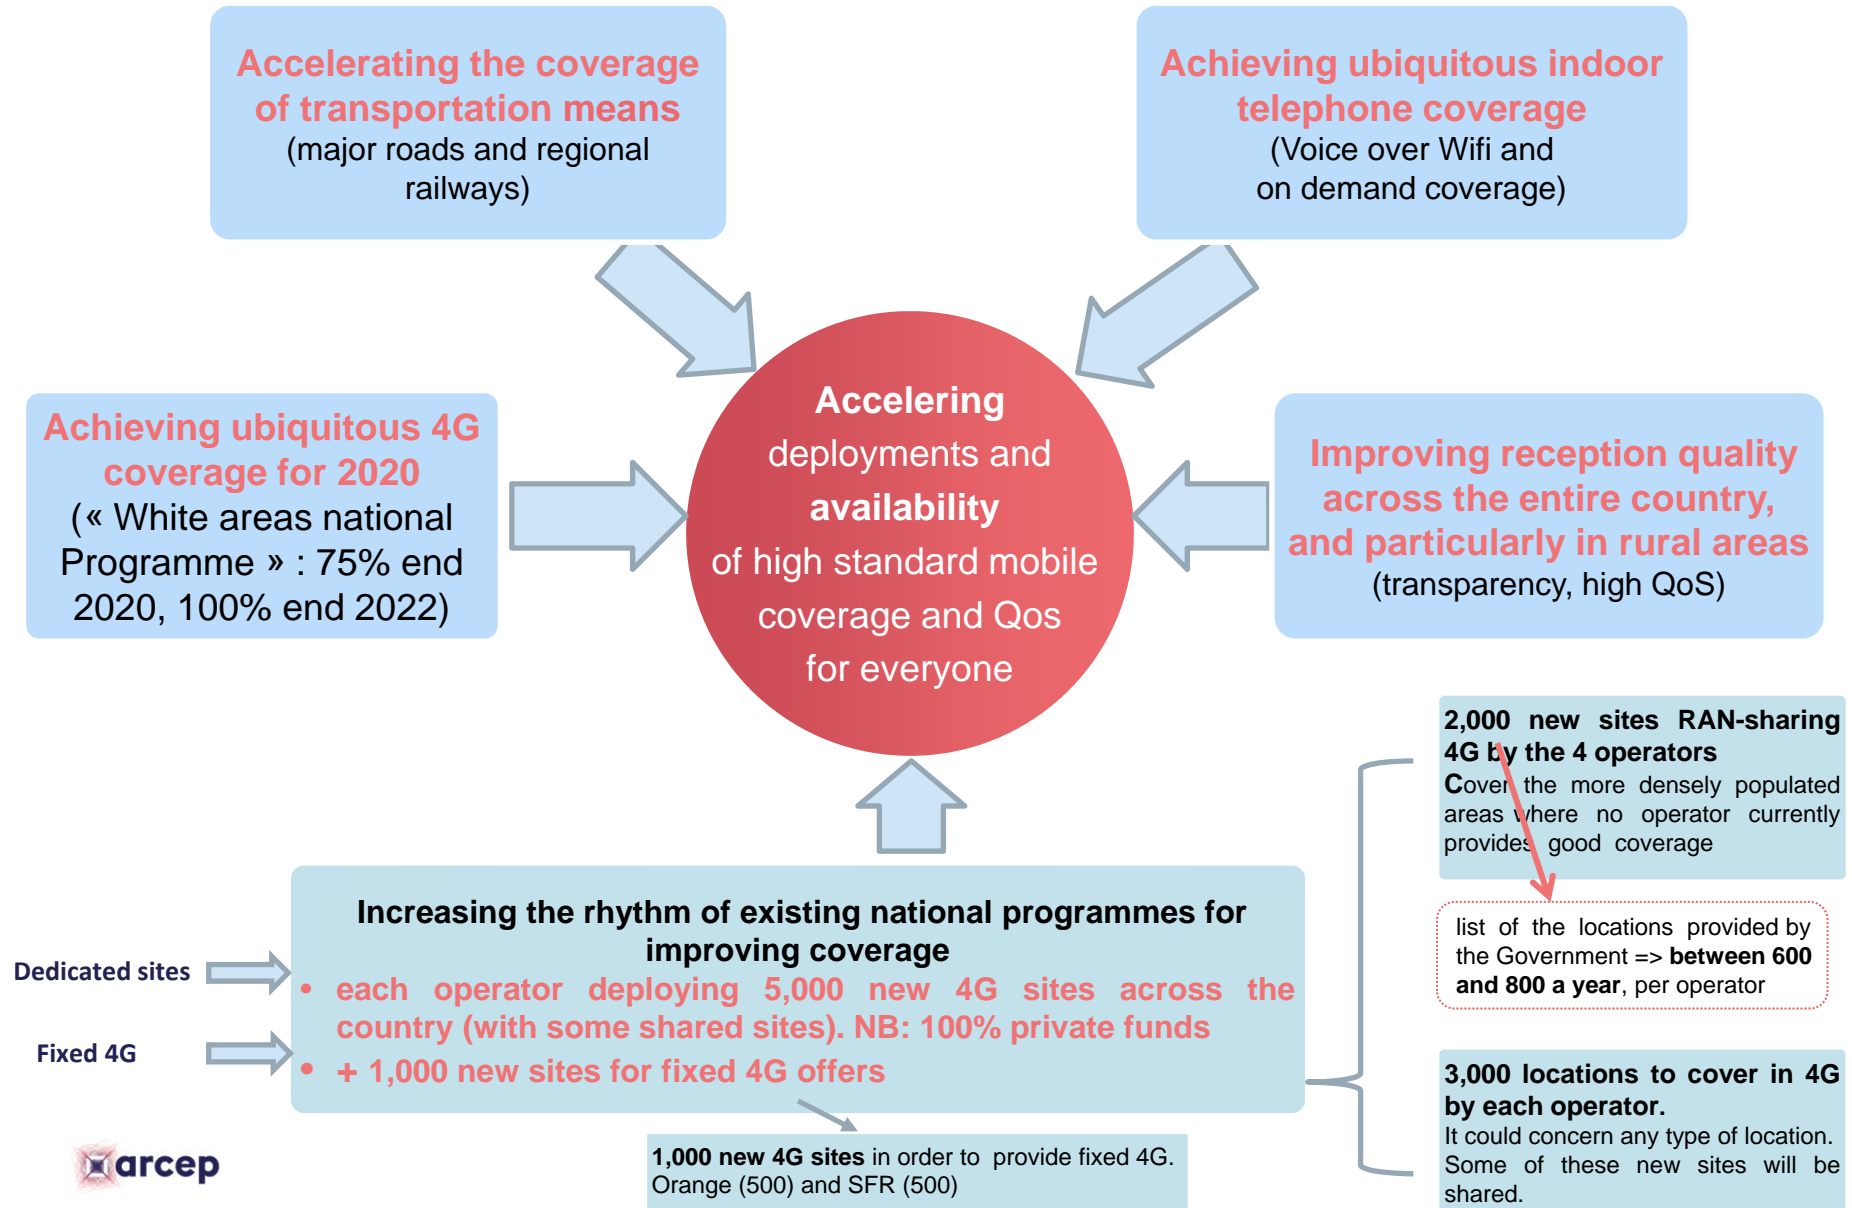 Accelerating the coverage
of transportation means
(major roads and regional
railways)
Achieving ubiquitous indoor
telephone coverage
(Voice over Wifi and
on demand coverage)
Achieving ubiquitous 4G
coverage for 2020
(« White areas national
Programme » : 75% end
2020, 100% end 2022)
Accelering
deployments and
availability
of high standard mobile
coverage and Qos
for everyone
Improving reception quality
across the entire country,
and particularly in rural areas
(transparency, high QoS)
Dedicated sites
Fixed 4G
Increasing the rhythm of existing national programmes for
improving coverage
• each operator deploying 5,000 new 4G sites across the
country (with some shared sites). NB: 100% private funds
• + 1,000 new sites for fixed 4G offers
1,000 new 4G sites in order to provide fixed 4G.
Orange (500) and SFR (500)
2,000 new sites RAN-sharing
4G by the 4 operators
Cover the more densely populated
areas where no operator currently
provides good coverage
list of the locations provided by
the Government => between 600
and 800 a year, per operator
3,000 locations to cover in 4G
by each operator.
It could concern any type of location.
Some of these new sites will be
shared.
arcep